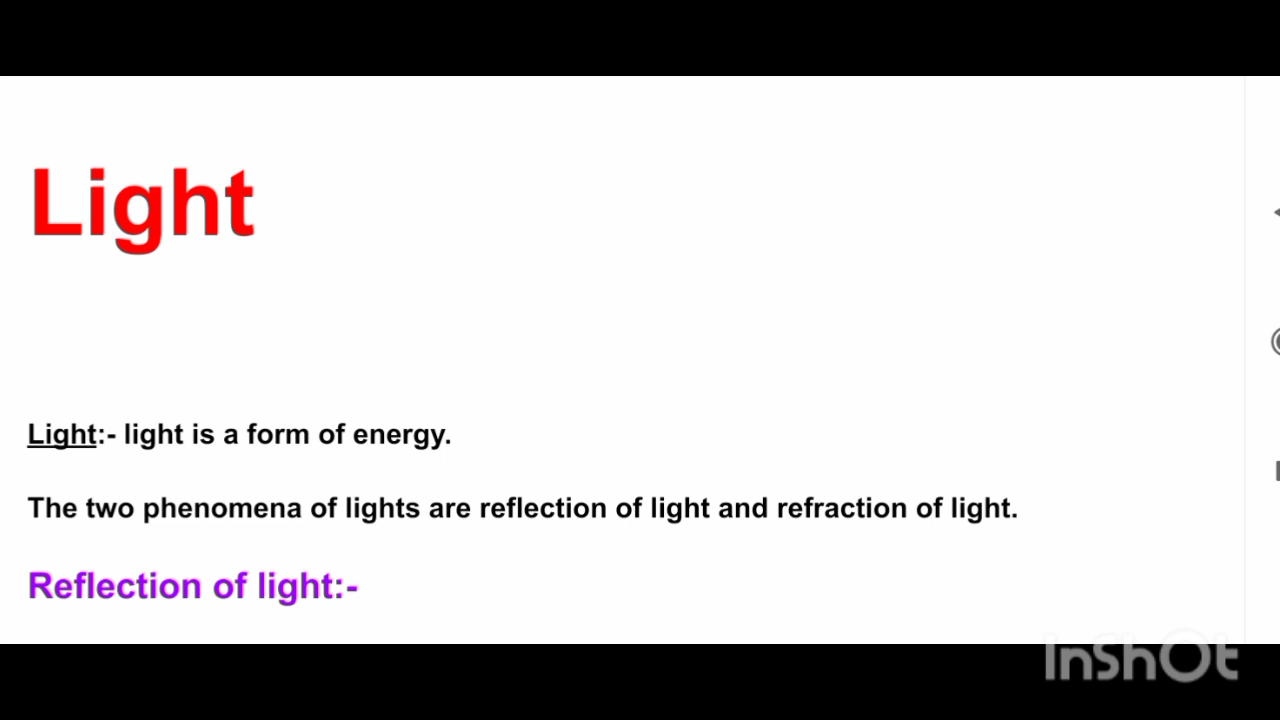 Light
Light:- light is a form of energy.
The two phenomena of lights are reflection of light and refraction of light.
Reflection of light:-
InShOt